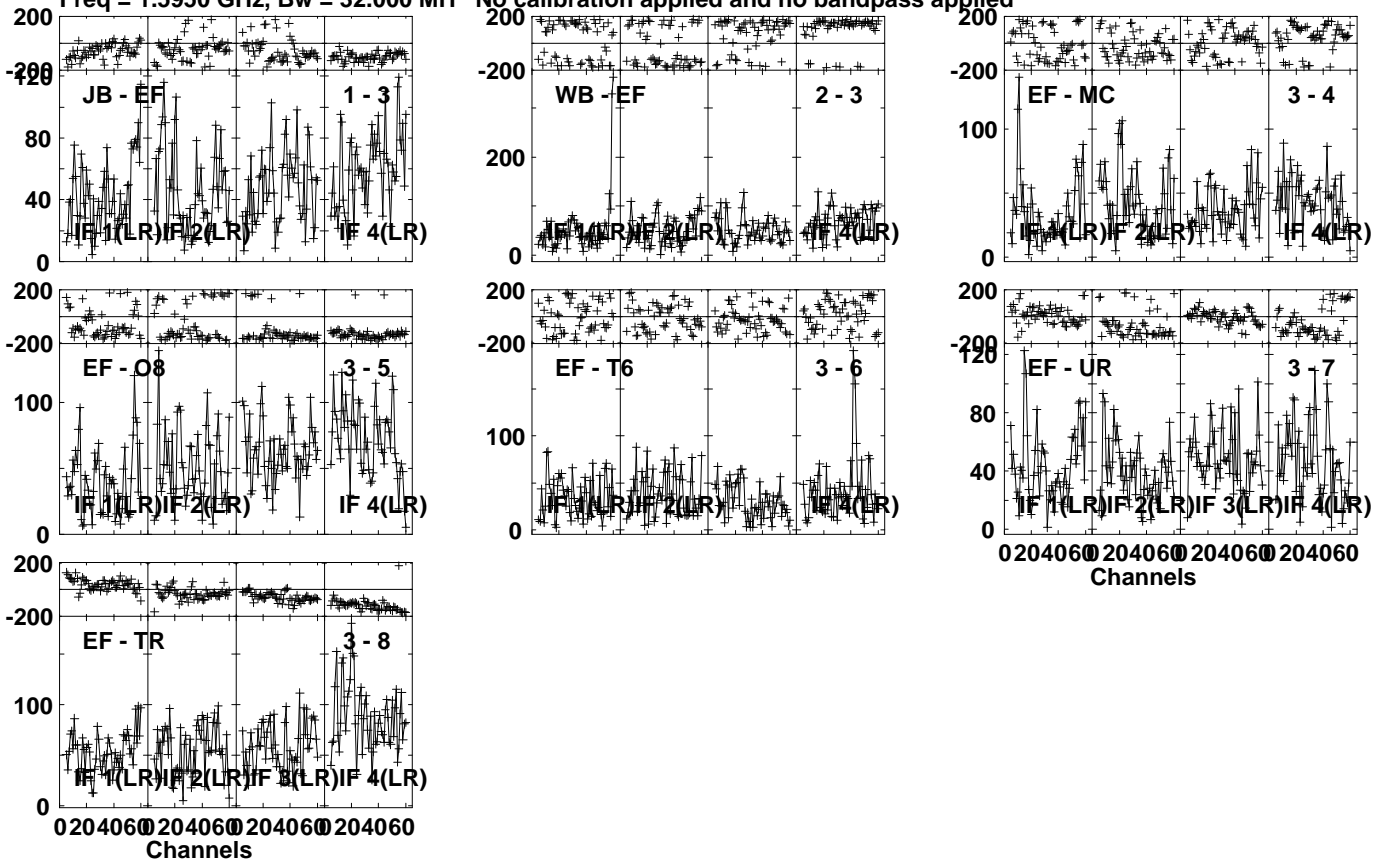 Freq = 1.5950 GHz, Bw = 32.000 MH No calibration applied and no bandpass applied
200
-200
120
80
40
0
JB - EF 1 - 3
IF 1(LR) IF 2(LR) IF 4(LR)
200
-200
200
0
WB - EF 2 - 3
IF 1(LR) IF 2(LR) IF 4(LR)
200
-200
100
0
EF - MC 3 - 4
IF 1(LR) IF 2(LR) IF 4(LR)
200
-200
100
0
EF - O8 3 - 5
IF 1(LR) IF 2(LR) IF 4(LR)
200
-200
100
0
EF - T6 3 - 6
IF 1(LR) IF 2(LR) IF 4(LR)
200
-200
120
80
40
0
EF - UR 3 - 7
IF 1(LR) IF 2(LR) IF 3(LR) IF 4(LR)
0 20 40 60 0 20 40 60 0 20 40 60 0 20 40 60
Channels
200
-200
100
0
EF - TR 3 - 8
IF 1(LR) IF 2(LR) IF 3(LR) IF 4(LR)
0 20 40 60 0 20 40 60 0 20 40 60 0 20 40 60
Channels